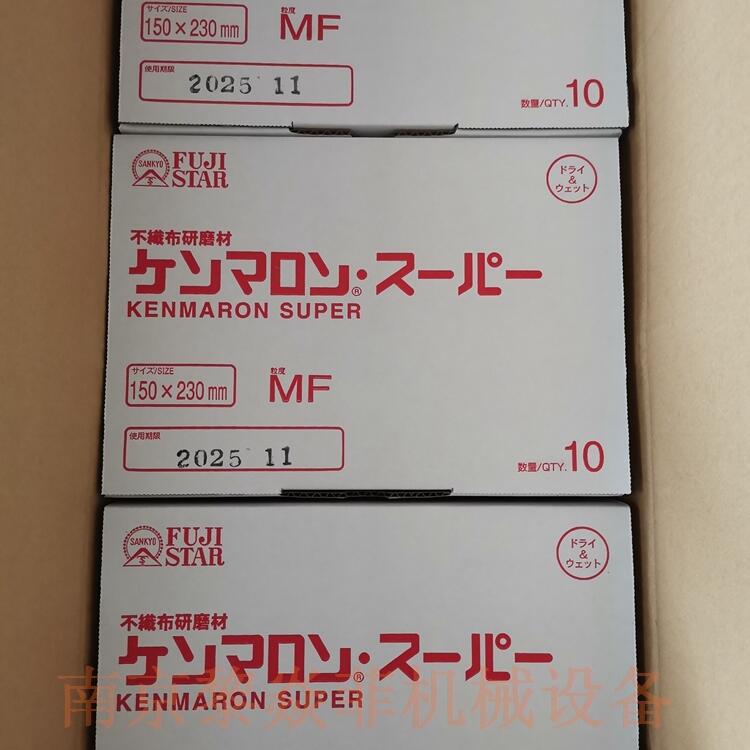 サイズ/SIZE
150×230mm
粒度
MF
使用期限
2025 11
数量/QTY.10
SANKYO
FUJI
STAR
ドライ
&
ウェット
不織布研磨材
ケンマロン®・スーパー
KENMARON SUPER
サイズ/SIZE
150×230mm
粒度
MF
使用期限
2025 11
数量/QTY.10
SANKYO
FUJI
STAR
ドライ
&
ウェット
不織布研磨材
ケンマロン®・スーパー
南京黎焱菲机械设备
KENMARON SUPER